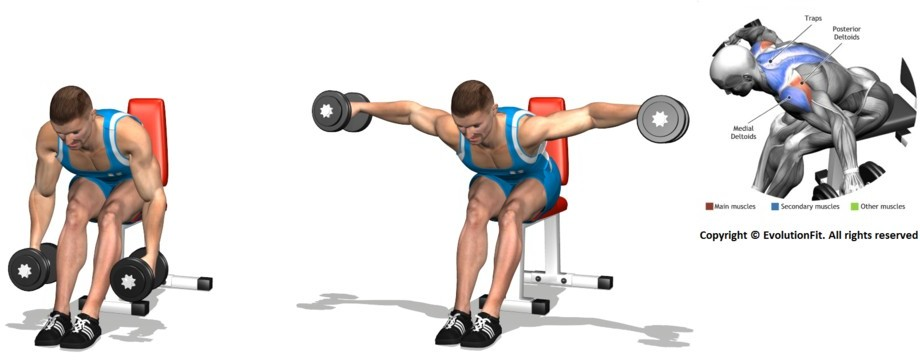 Traps
Posterior
Deltoids
Medial
Deltoids
Main muscles
Secondary muscles
Other muscles
Copyright © EvolutionFit. All rights reserved